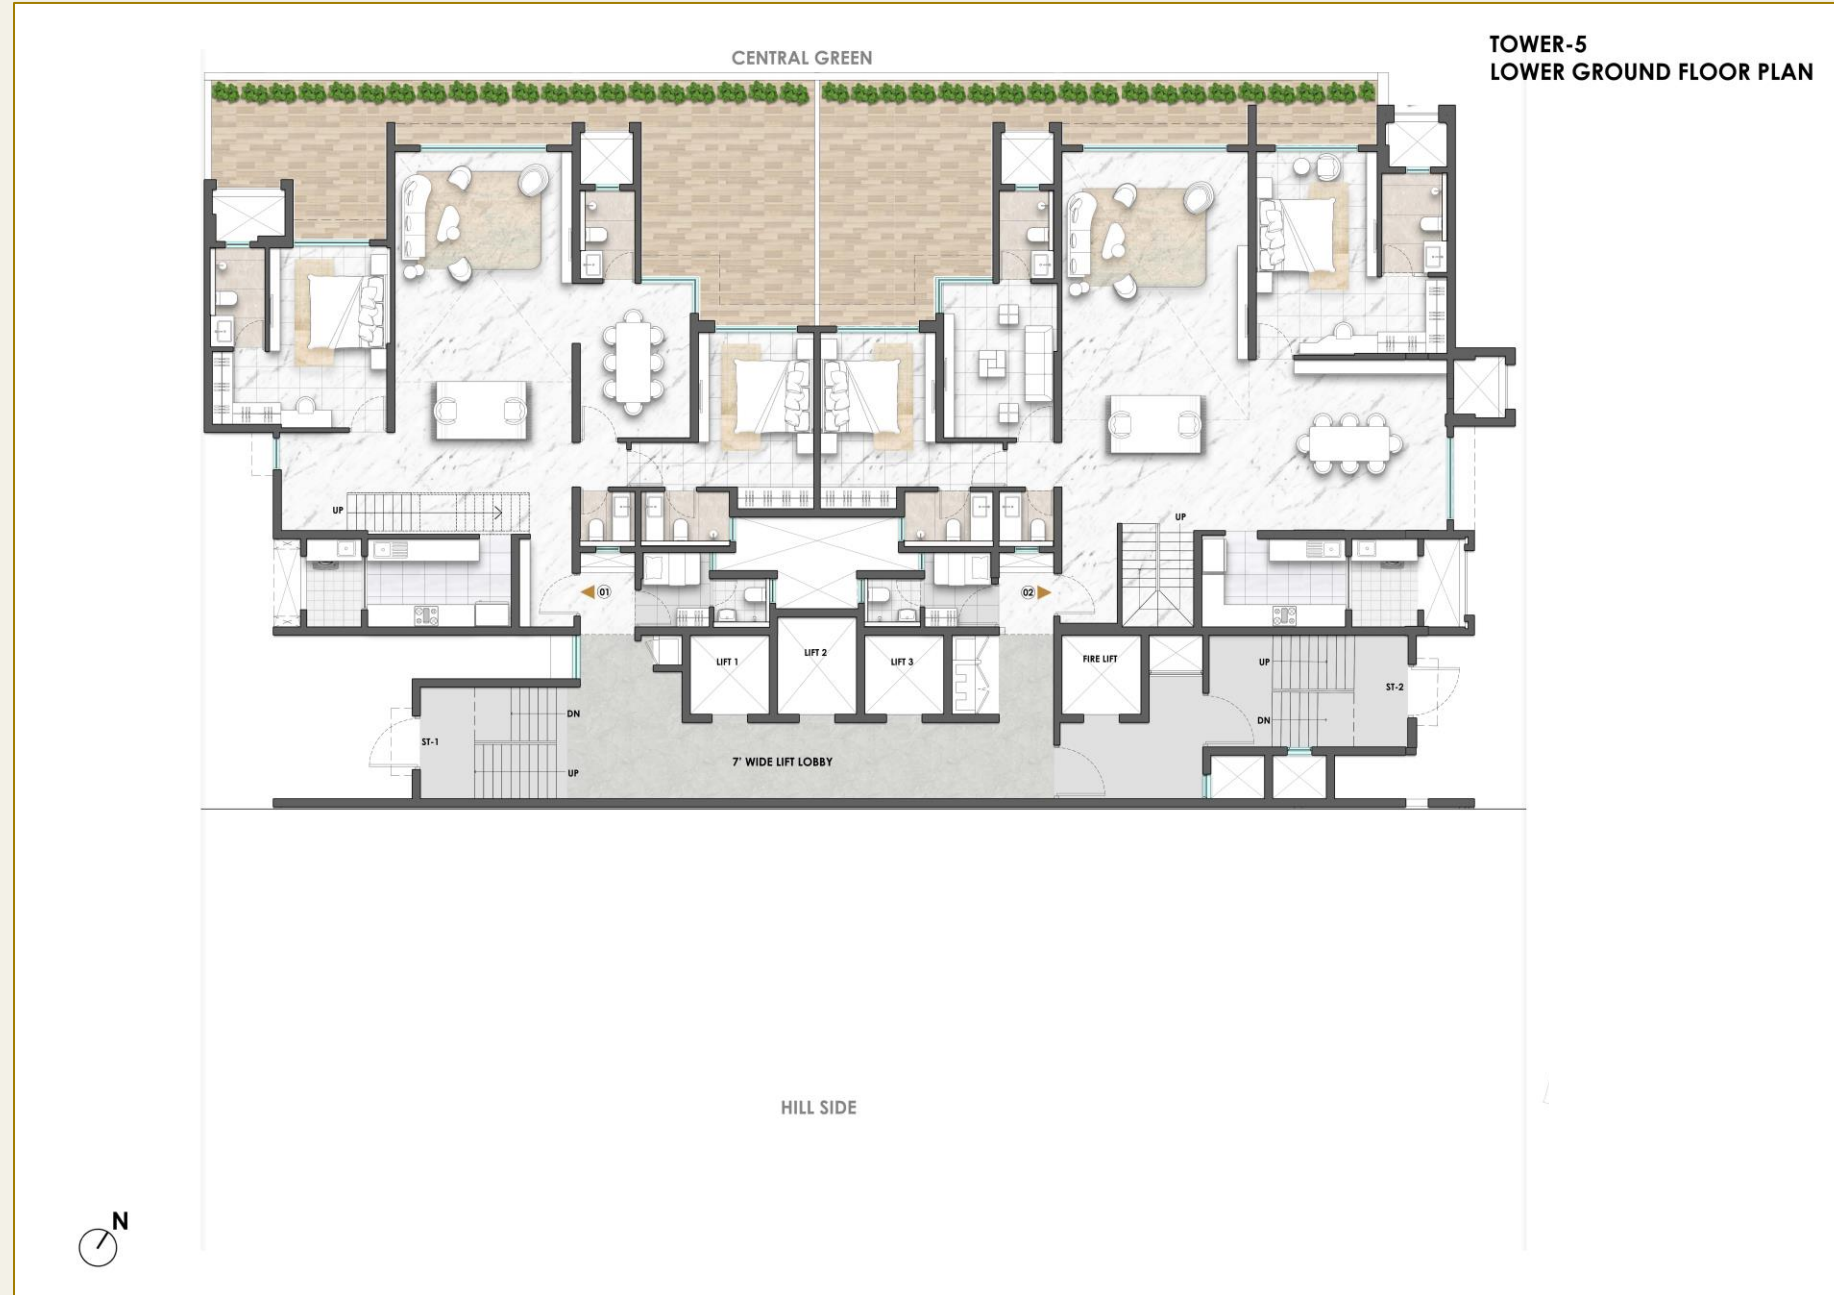 TOWER-5
LOWER GROUND FLOOR PLAN
CENTRAL GREEN
UP
UP
01
02
LIFT 1
LIFT 2
LIFT 3
FIRE LIFT
UP
ST-2
DN
DN
ST-1
UP
7' WIDE LIFT LOBBY
HILL SIDE
N